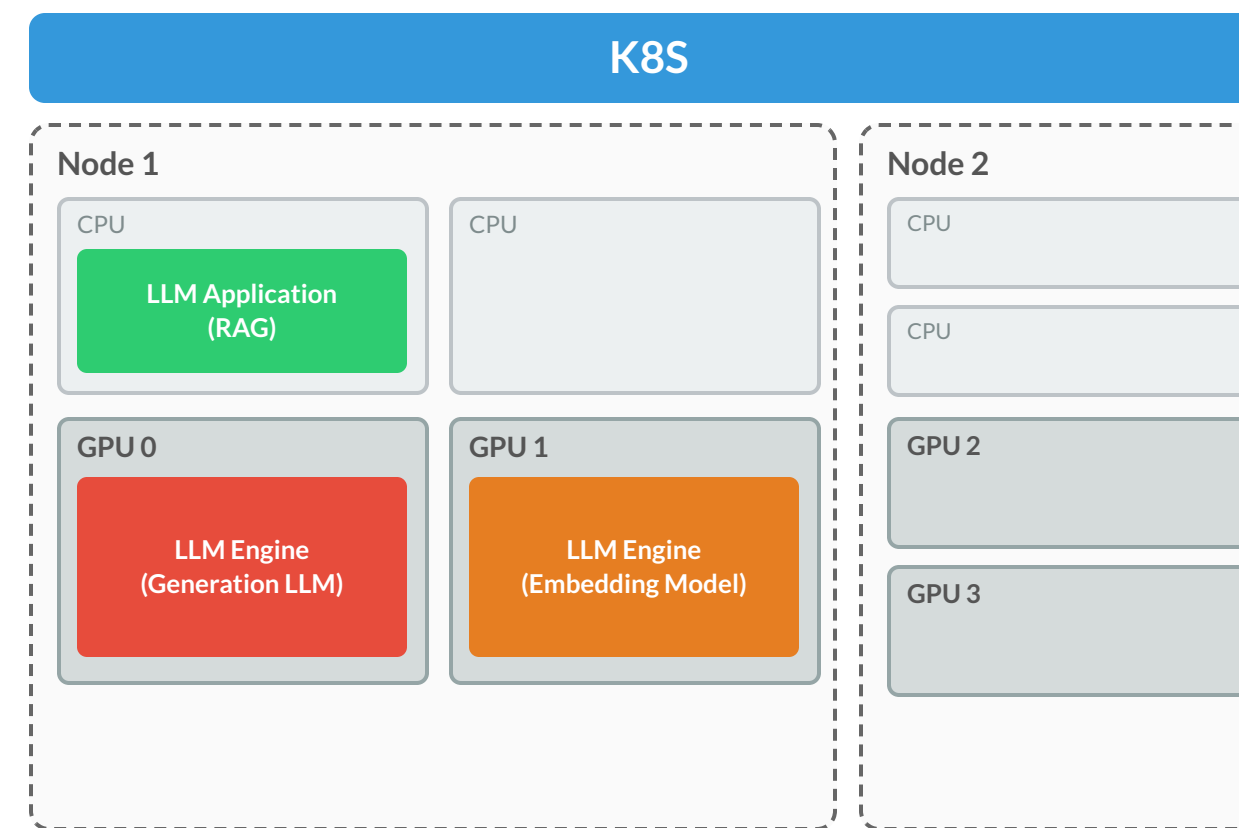 K8S
Node 1
CPU
LLM Application
(RAG)
CPU
GPU 0
LLM Engine
(Generation LLM)
GPU 1
LLM Engine
(Embedding Model)
Node 2
CPU
CPU
GPU 2
GPU 3